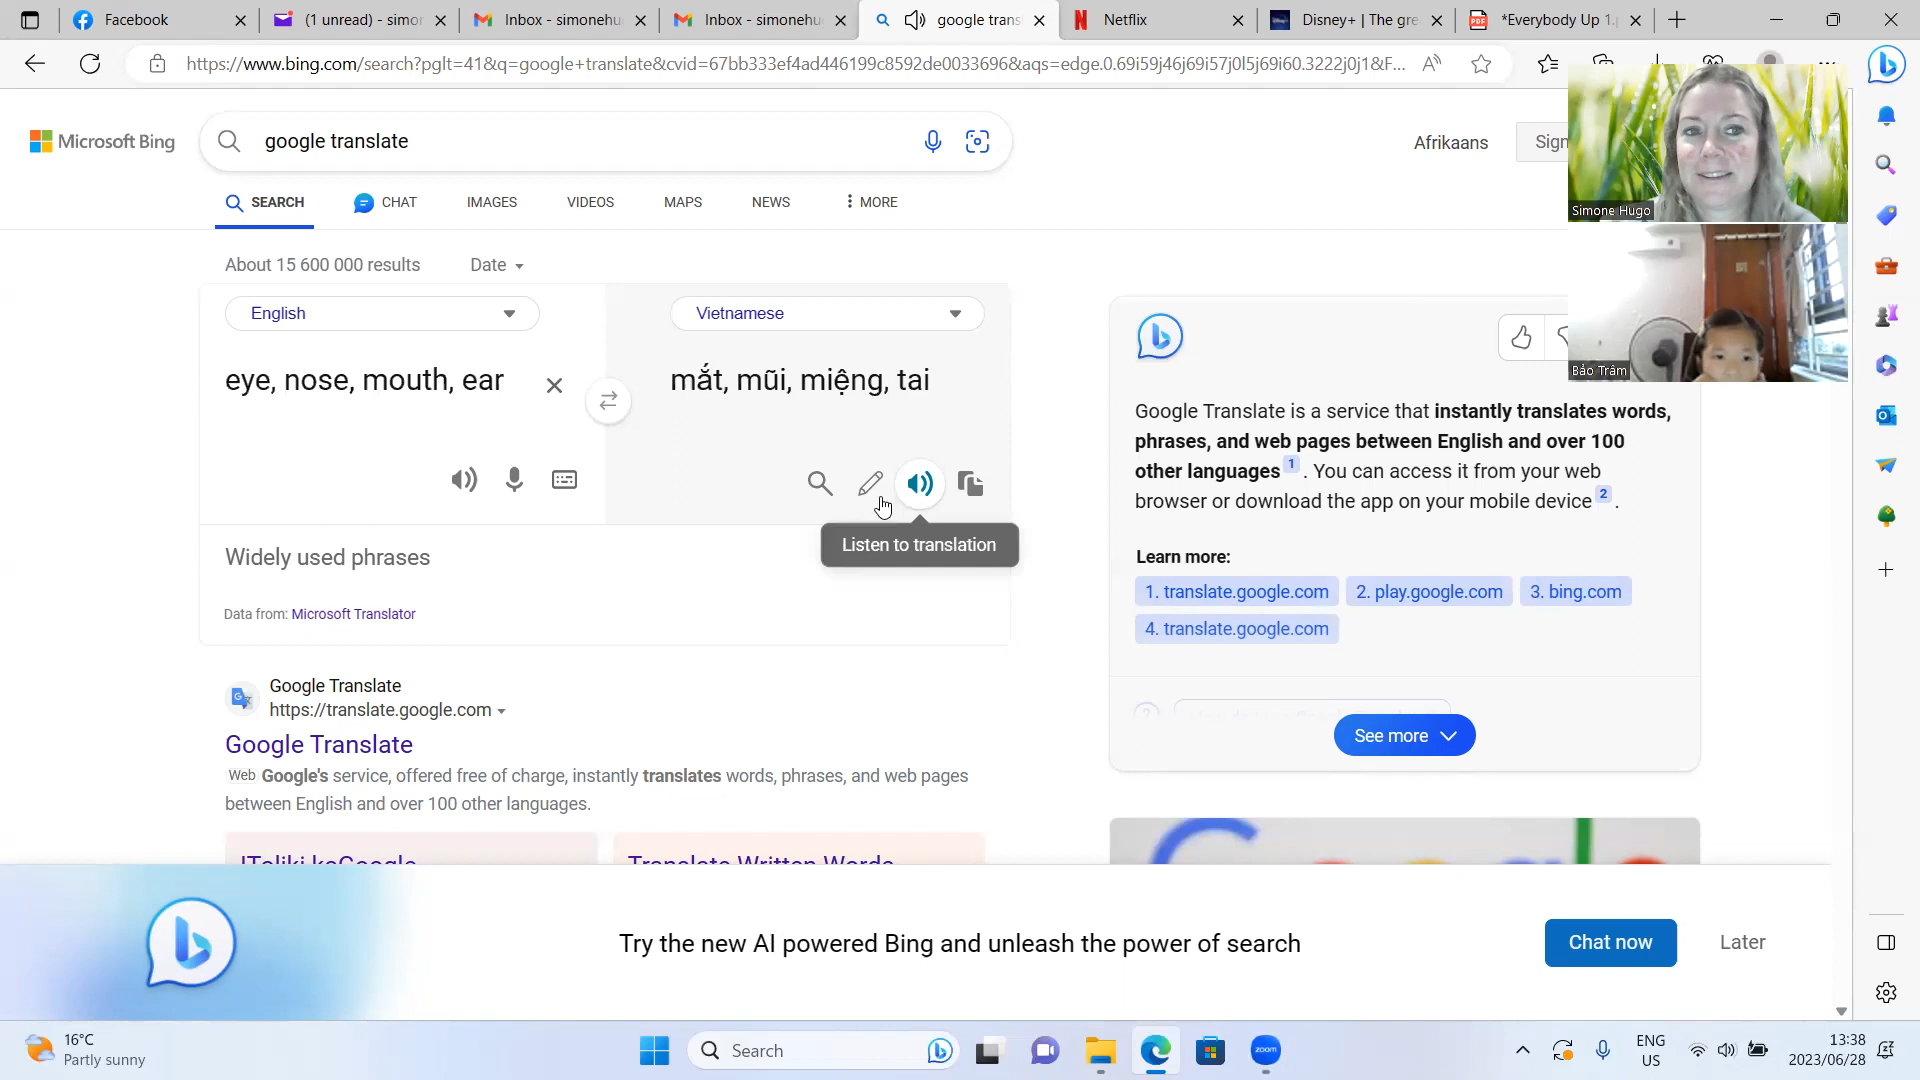 Facebook
(1 unread) - simor
Inbox - simonehu
Inbox - simonehu
google trans
Netflix
Disney+ | The gre
*Everybody Up 1.
https://www.bing.com/search?pglt=41&q=google+translate&cvid=67bb333ef4ad446199c8592de0033696&aqs=edge.0.69i59j46j69i57j0l5j69i60.3222j0j1&F...
Microsoft Bing
google translate
Afrikaans
Sign
SEARCH
CHAT
IMAGES
VIDEOS
MAPS
NEWS
MORE
Simone Hugo
Bảo Trâm
About 15 600 000 results
Date
English
Vietnamese
eye, nose, mouth, ear
mắt, mũi, miệng, tai
Listen to translation
Widely used phrases
Data from: Microsoft Translator
Google Translate is a service that instantly translates words,
phrases, and web pages between English and over 100
other languages 1 . You can access it from your web
browser or download the app on your mobile device 2 .
Learn more:
1. translate.google.com
2. play.google.com
3. bing.com
4. translate.google.com
See more
Google Translate
https://translate.google.com
Google Translate
Web Google's service, offered free of charge, instantly translates words, phrases, and web pages
between English and over 100 other languages.
Translate Written Words
Try the new AI powered Bing and unleash the power of search
Chat now
Later
16°C
Partly sunny
Search
zoom
ENG
US
13:38
2023/06/28